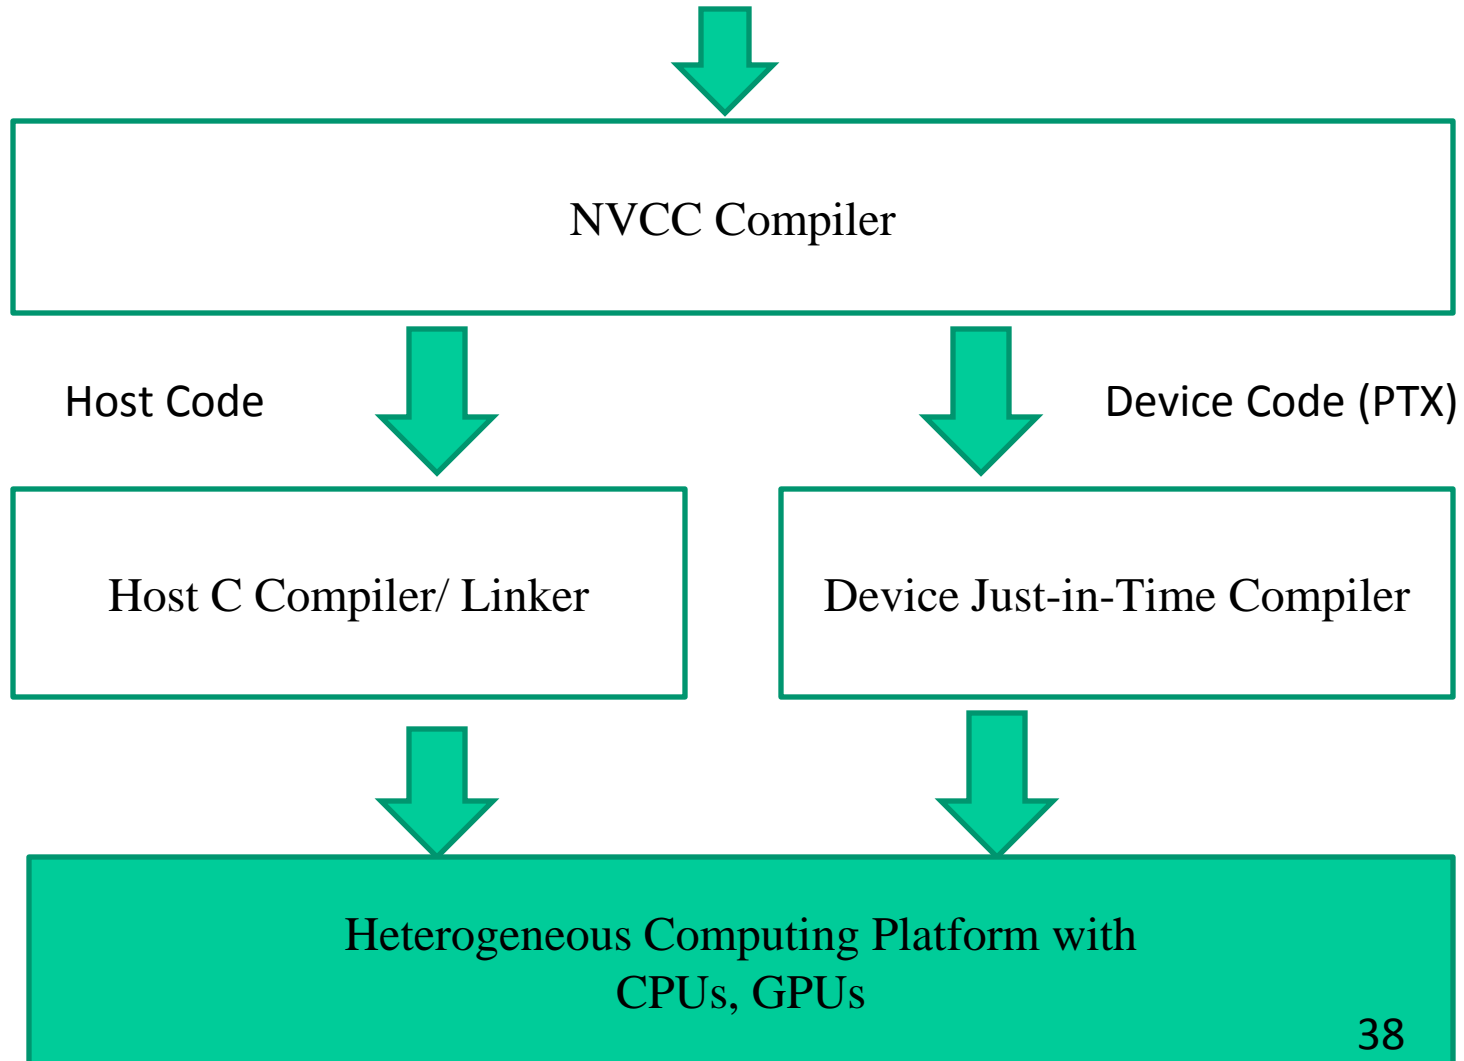 NVCC Compiler
Host Code
Device Code (PTX)
Host C Compiler/ Linker
Device Just-in-Time Compiler
Heterogeneous Computing Platform with
CPUs, GPUs
38